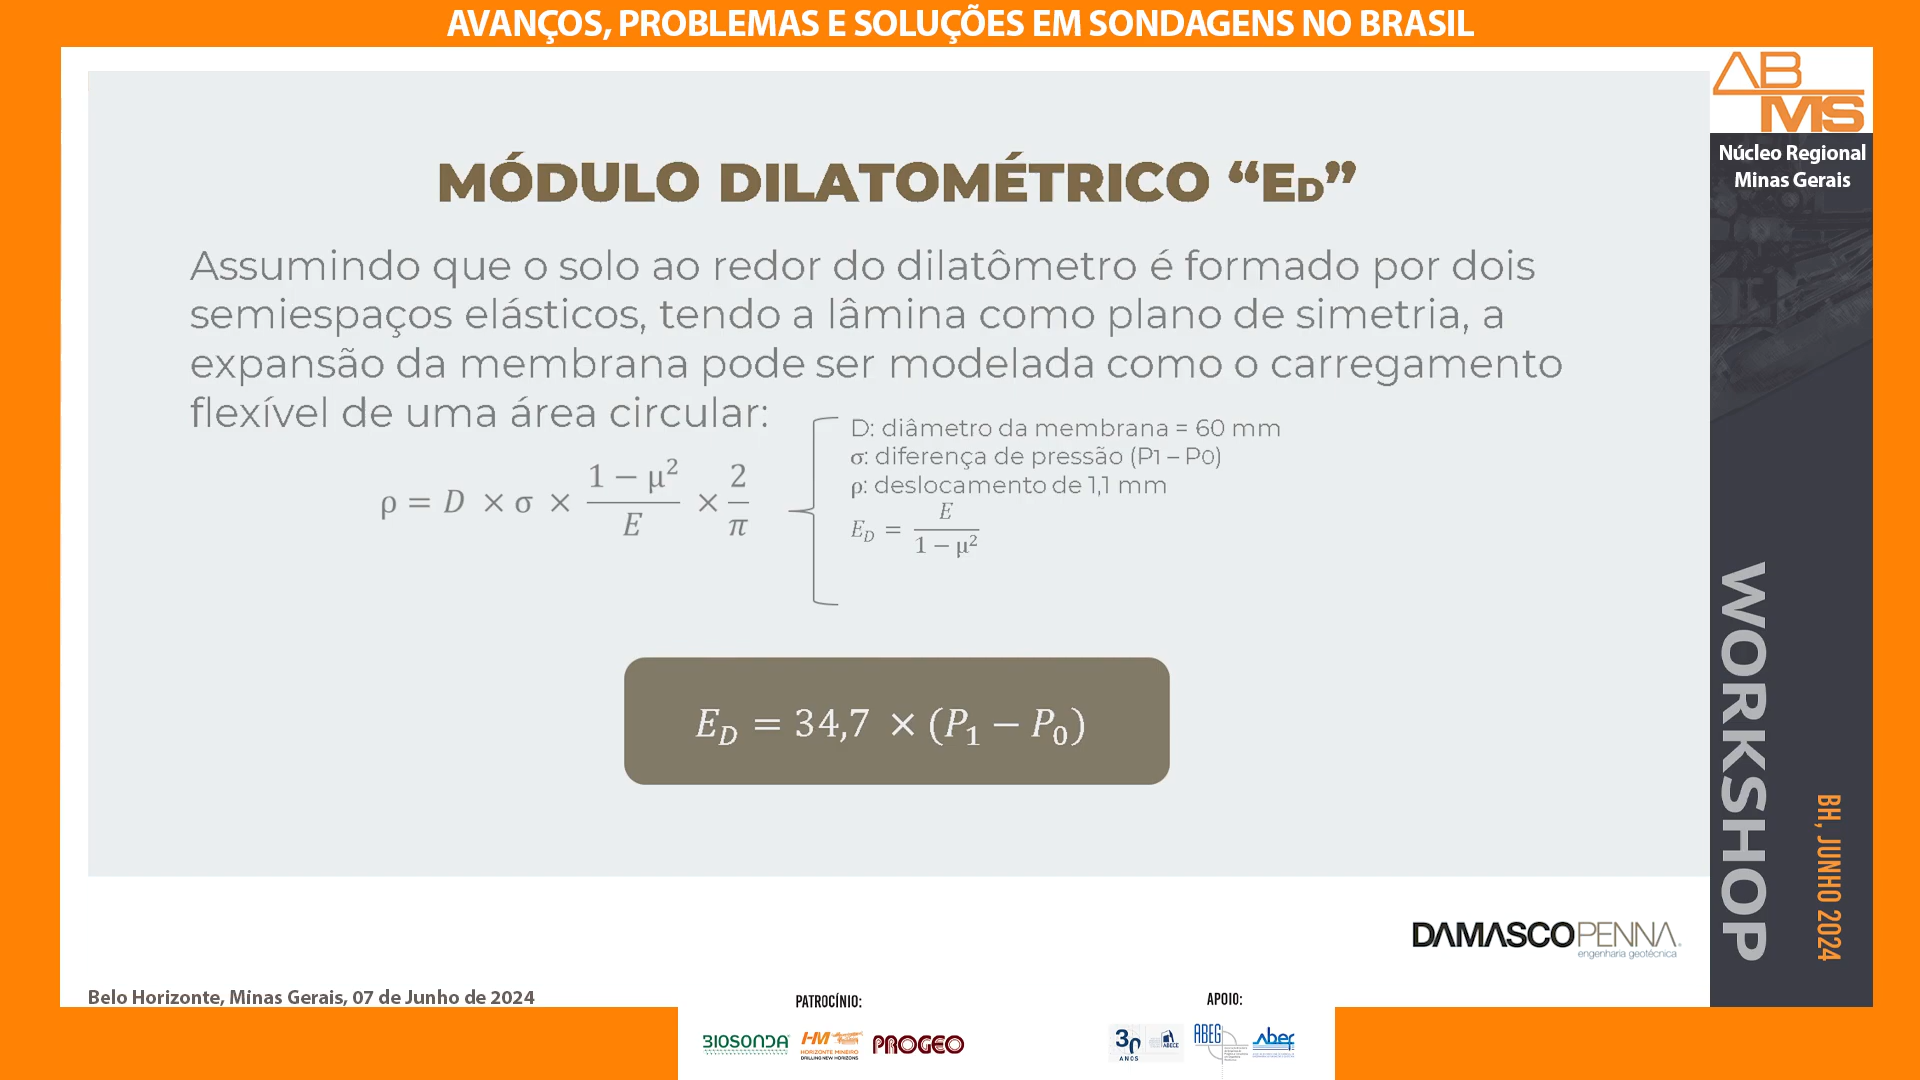 AVANÇOS, PROBLEMAS E SOLUÇÕES EM SONDAGENS NO BRASIL
AB
MS
Núcleo Regional
Minas Gerais
MÓDULO DILATOMÉTRICO “ED”
Assumindo que o solo ao redor do dilatômetro é formado por dois
semiespaços elásticos, tendo a lâmina como plano de simetria, a
expansão da membrana pode ser modelada como o carregamento
flexível de uma área circular:
ρ = D × σ × (1 − μ²)/E × 2/π
D: diâmetro da membrana = 60 mm
σ: diferença de pressão (P1 – P0)
ρ: deslocamento de 1,1 mm
E_D = E/(1 − μ²)
E_D = 34,7 × (P₁ − P₀)
WORKSHOP
BH, JUNHO 2024
DAMASCOPENNA
engenharia geotécnica
Belo Horizonte, Minas Gerais, 07 de Junho de 2024
PATROCÍNIO:
BIOSONDA
HM
HORIZONTE MINEIRO
DRILLING NEW HORIZONS
PROGEO
APOIO:
30
ANOS
ABECE
ABEG
abef